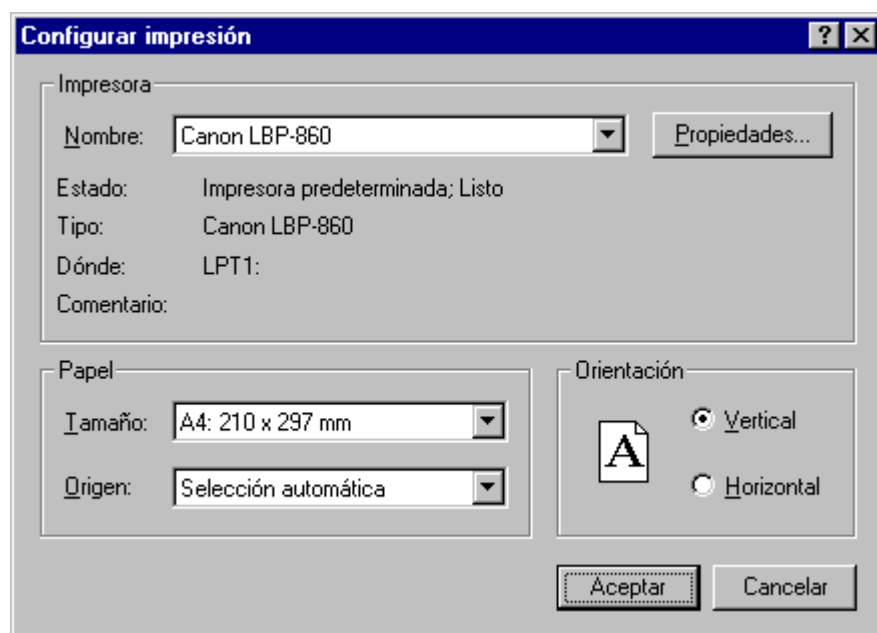 Configurar impresión
Impresora
Nombre: Canon LBP-860 Propiedades...
Estado: Impresora predeterminada; Listo
Tipo: Canon LBP-860
Dónde: LPT1:
Comentario:
Papel
Tamaño: A4: 210 x 297 mm
Origen: Selección automática
Orientación
A
Vertical
Horizontal
Aceptar Cancelar